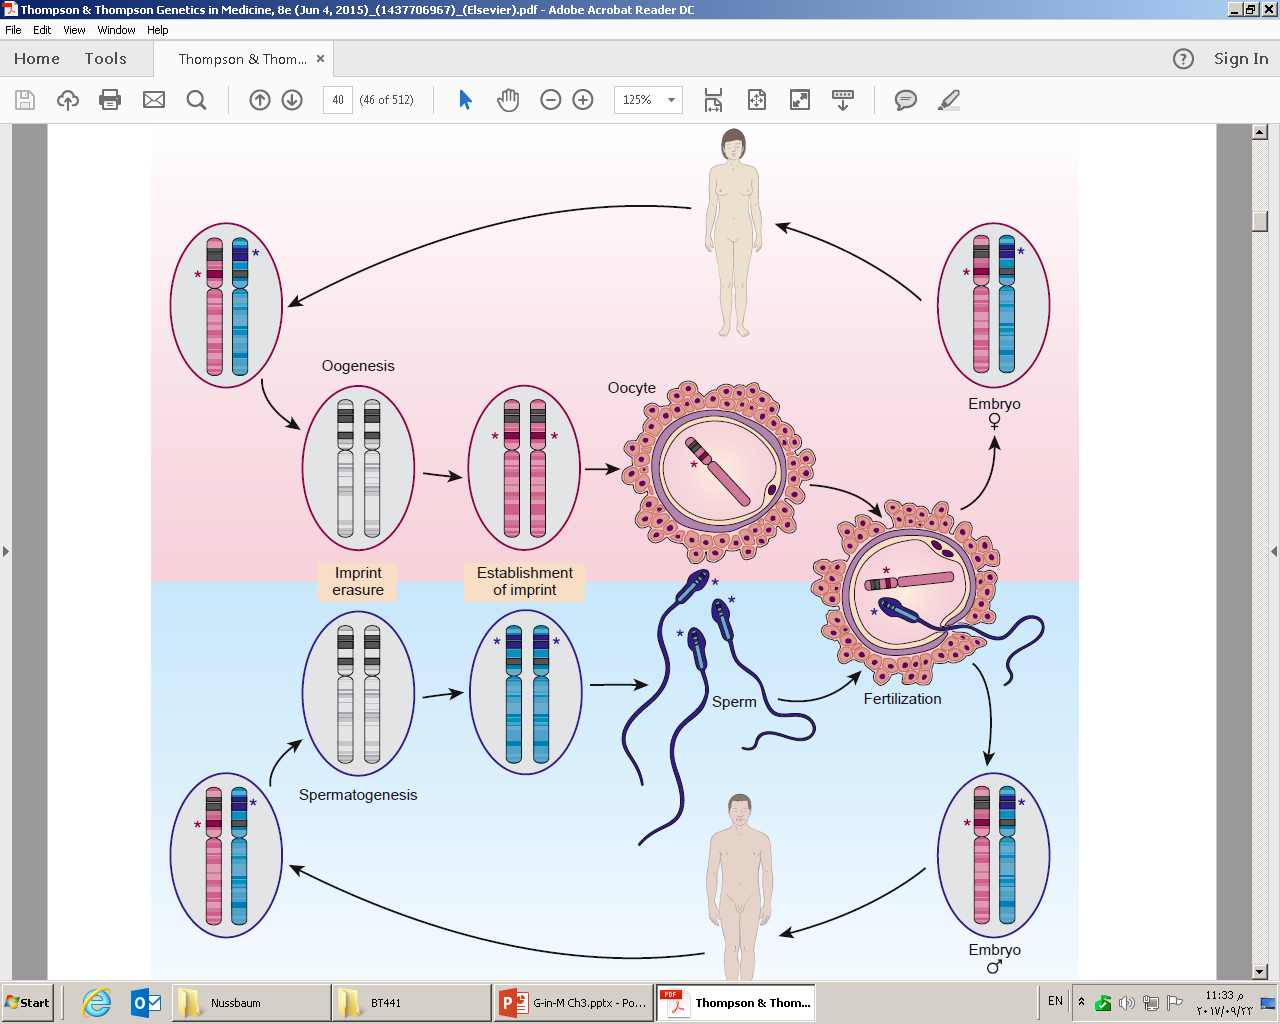 Thompson & Thompson Genetics in Medicine, 8e (Jun 4, 2015)_(1437706967)_(Elsevier).pdf - Adobe Acrobat Reader DC
File Edit View Window Help
Home Tools Thompson & Thom... × ? Sign In
40 (46 of 512) 125%
Oogenesis
Oocyte
Embryo
♀
*
Imprint
erasure
Establishment
of imprint
Sperm
Fertilization
Spermatogenesis
Embryo
♂
Start Nussbaum BT441 G-in-M Ch3.pptx - Po... PDF Thompson & Thom... EN 11:33 م
٢٠١٧/٠٩/٢٢